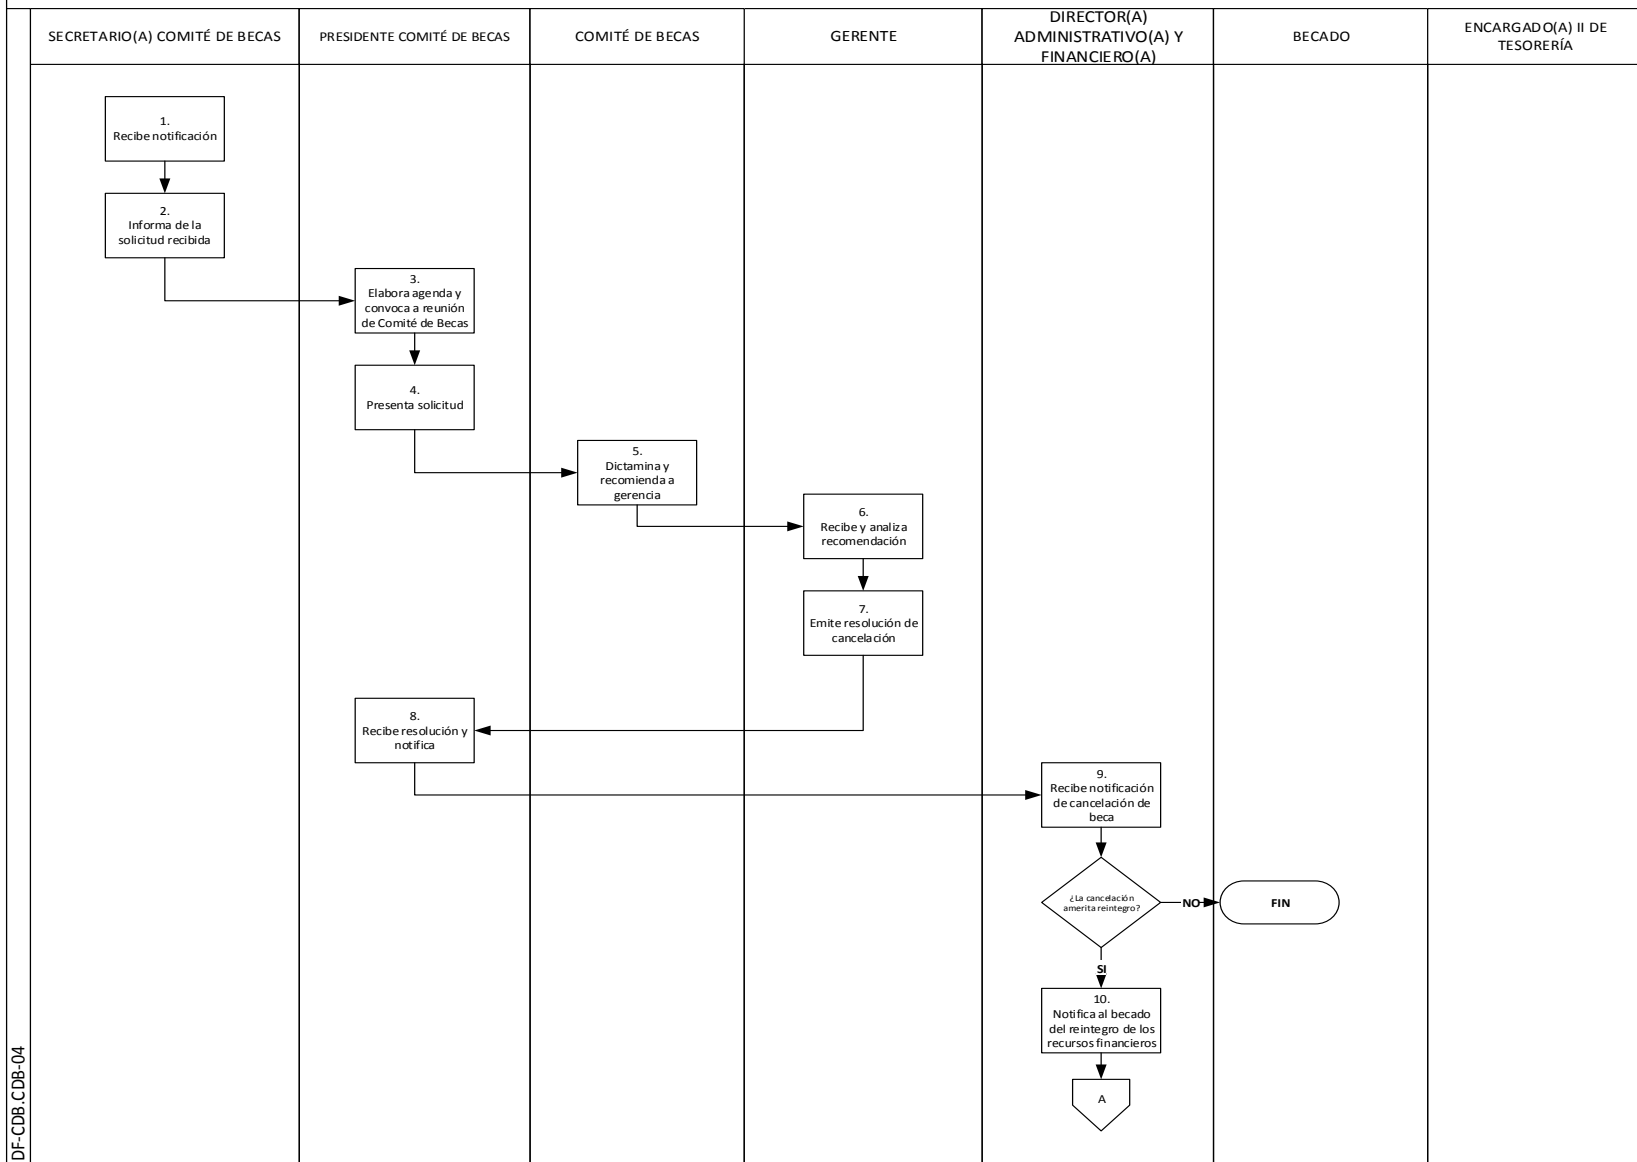 SECRETARIO(A) COMITÉ DE BECAS
PRESIDENTE COMITÉ DE BECAS
COMITÉ DE BECAS
GERENTE
DIRECTOR(A)
ADMINISTRATIVO(A) Y
FINANCIERO(A)
BECADO
ENCARGADO(A) II DE
TESORERÍA
1.
Recibe notificación
2.
Informa de la
solicitud recibida
3.
Elabora agenda y
convoca a reunión
de Comité de Becas
4.
Presenta solicitud
5.
Dictamina y
recomienda a
gerencia
6.
Recibe y analiza
recomendación
7.
Emite resolución de
cancelación
8.
Recibe resolución y
notifica
9.
Recibe notificación
de cancelación de
beca
¿La cancelación
amerita reintegro?
NO
FIN
SI
10.
Notifica al becado
del reintegro de los
recursos financieros
A
DF-CDB.CDB-04